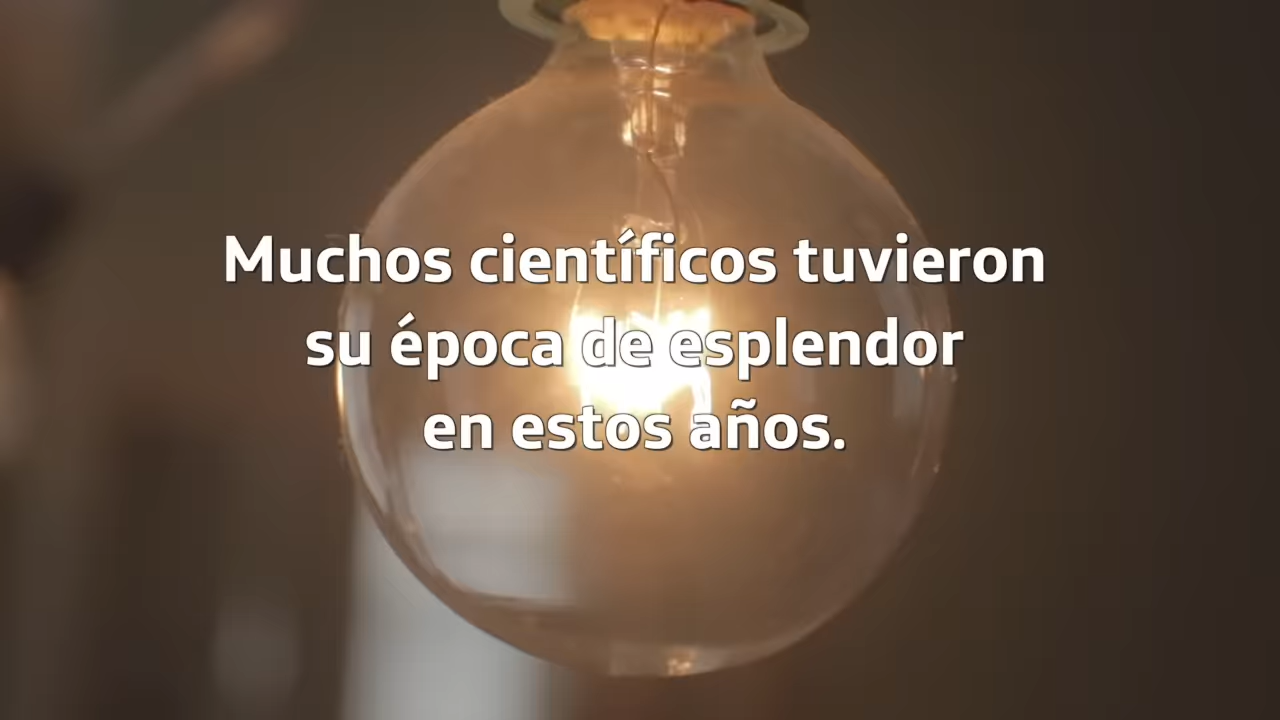 Muchos científicos tuvieron
su época de esplendor
en estos años.